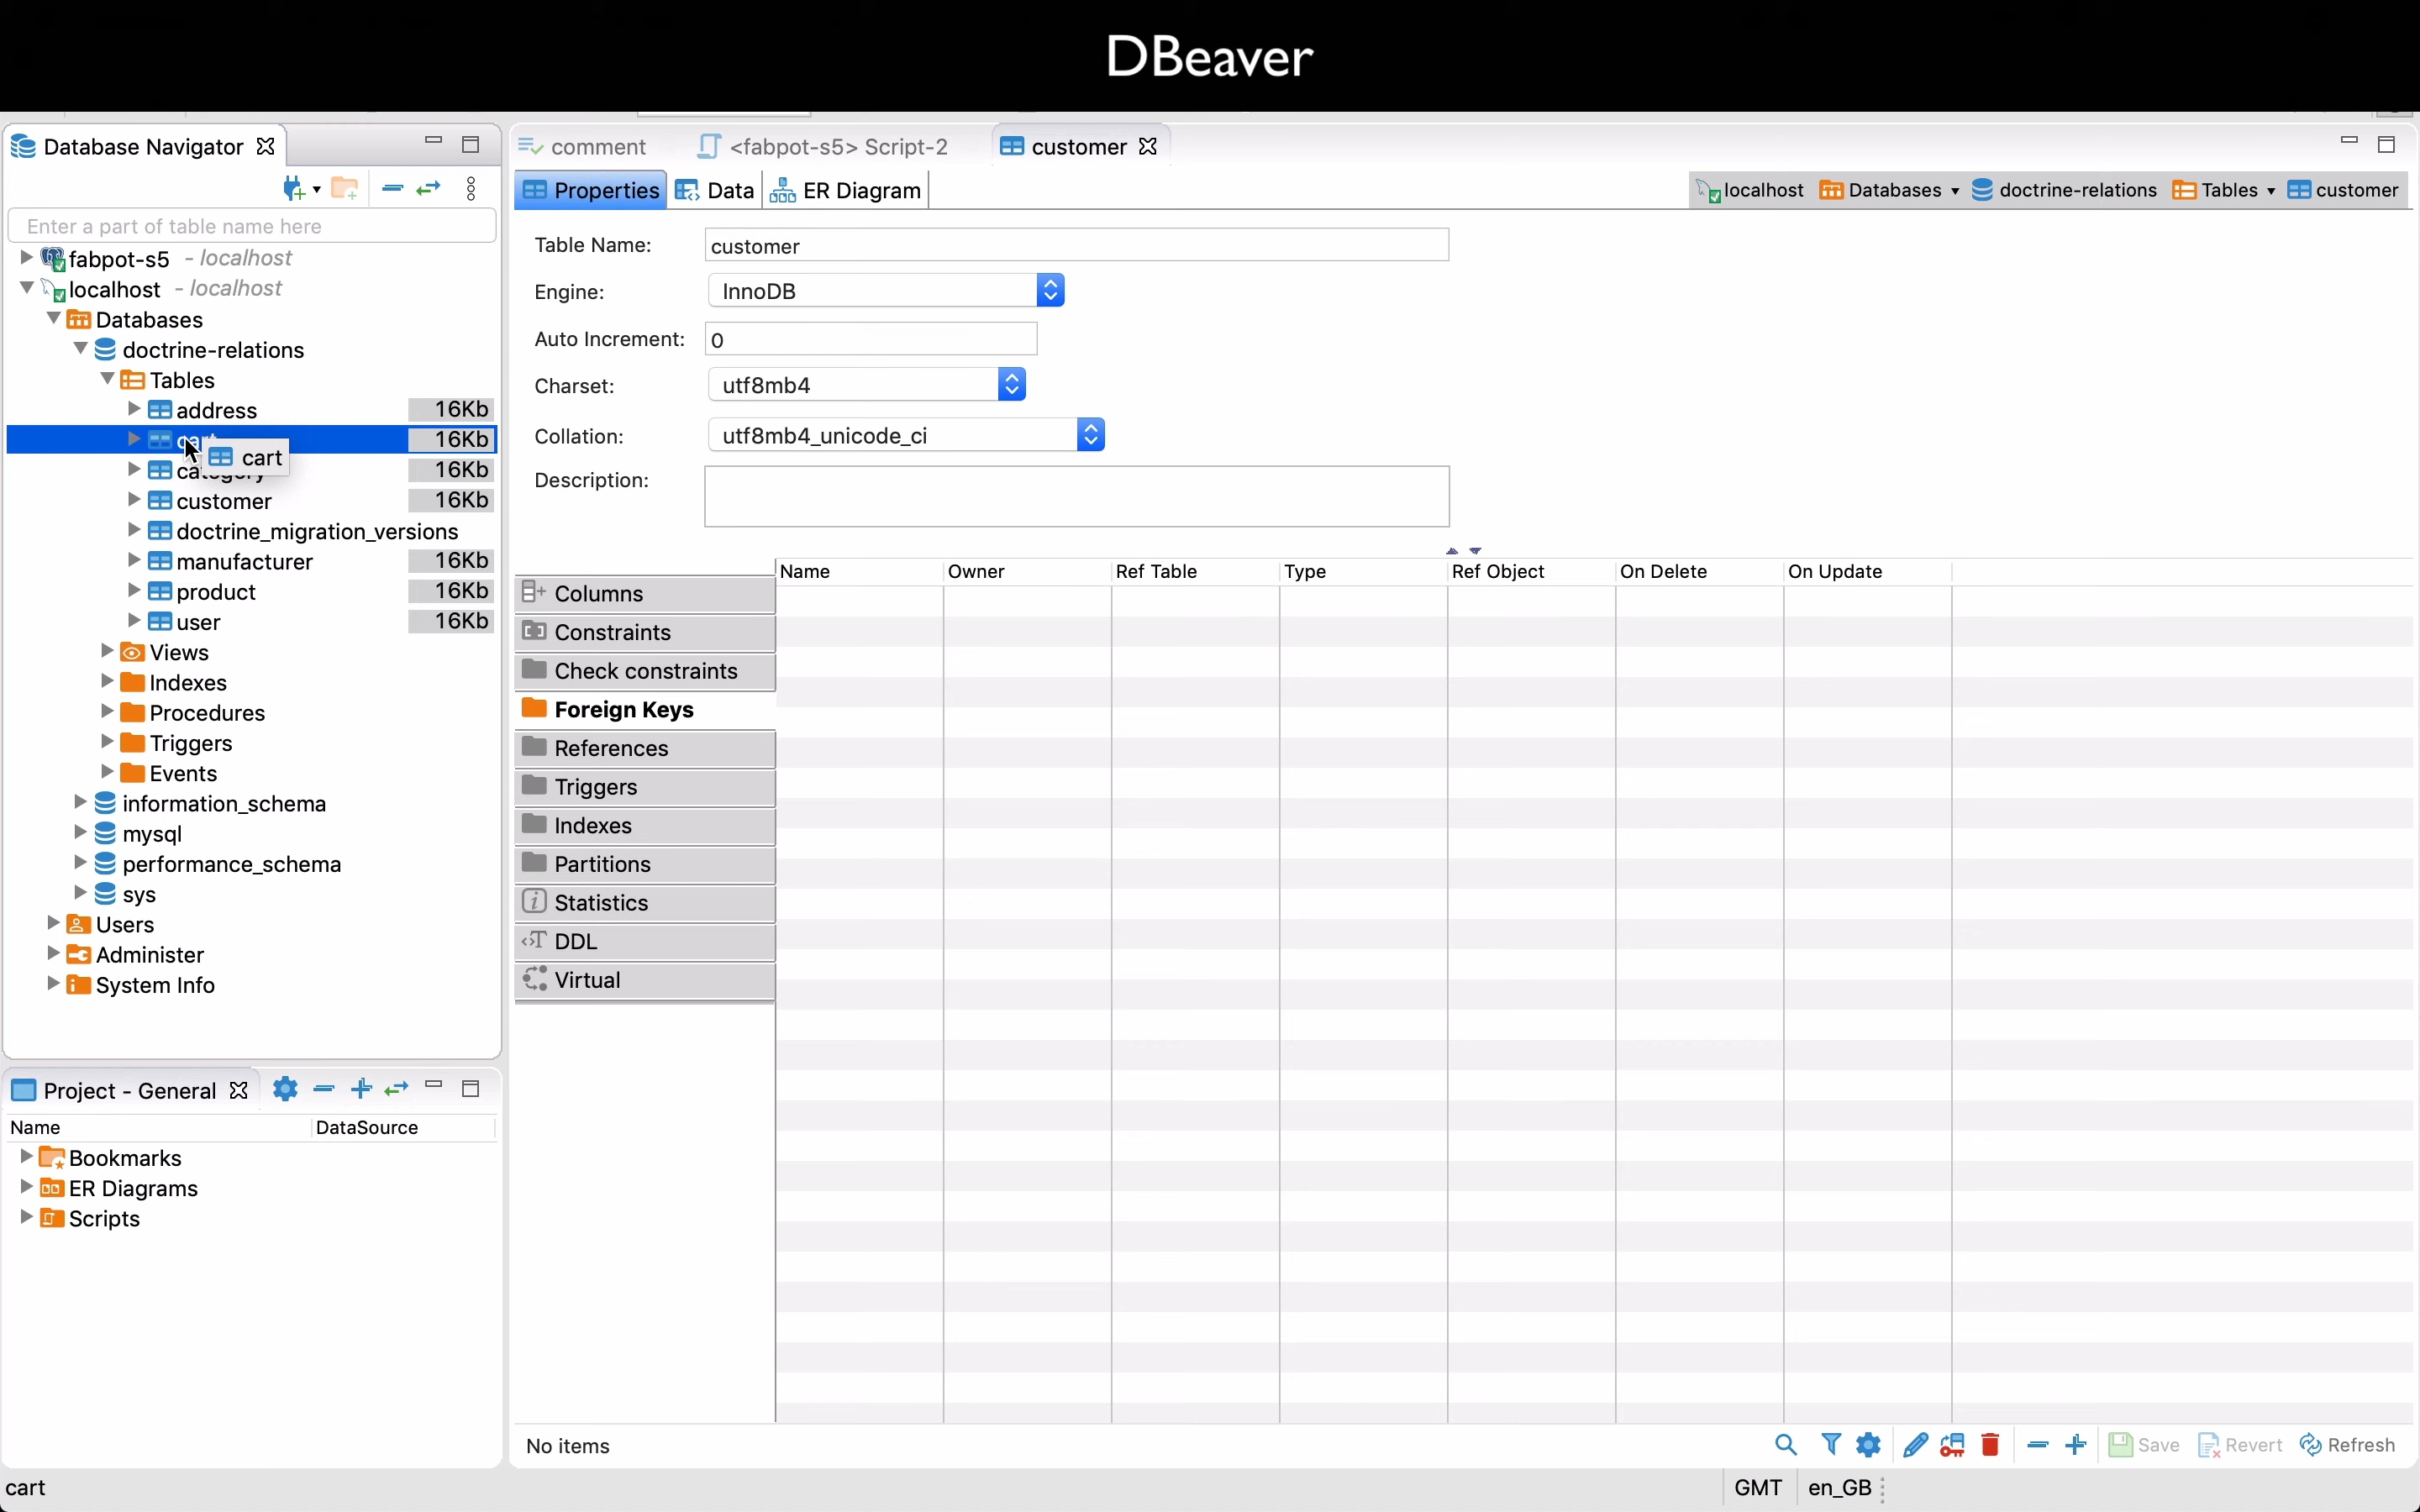 DBeaver
Database Navigator
Enter a part of table name here
fabpot-s5 - localhost
localhost - localhost
Databases
doctrine-relations
Tables
address 16Kb
cart 16Kb
cart
category 16Kb
customer 16Kb
doctrine_migration_versions
manufacturer 16Kb
product 16Kb
user 16Kb
Views
Indexes
Procedures
Triggers
Events
information_schema
mysql
performance_schema
sys
Users
Administer
System Info
Project - General
Name DataSource
Bookmarks
ER Diagrams
Scripts
comment <fabpot-s5> Script-2 customer
Properties Data ER Diagram localhost Databases doctrine-relations Tables customer
Table Name: customer
Engine: InnoDB
Auto Increment: 0
Charset: utf8mb4
Collation: utf8mb4_unicode_ci
Description:
Name Owner Ref Table Type Ref Object On Delete On Update
Columns
Constraints
Check constraints
Foreign Keys
References
Triggers
Indexes
Partitions
Statistics
DDL
Virtual
No items Save Revert Refresh
cart GMT en_GB